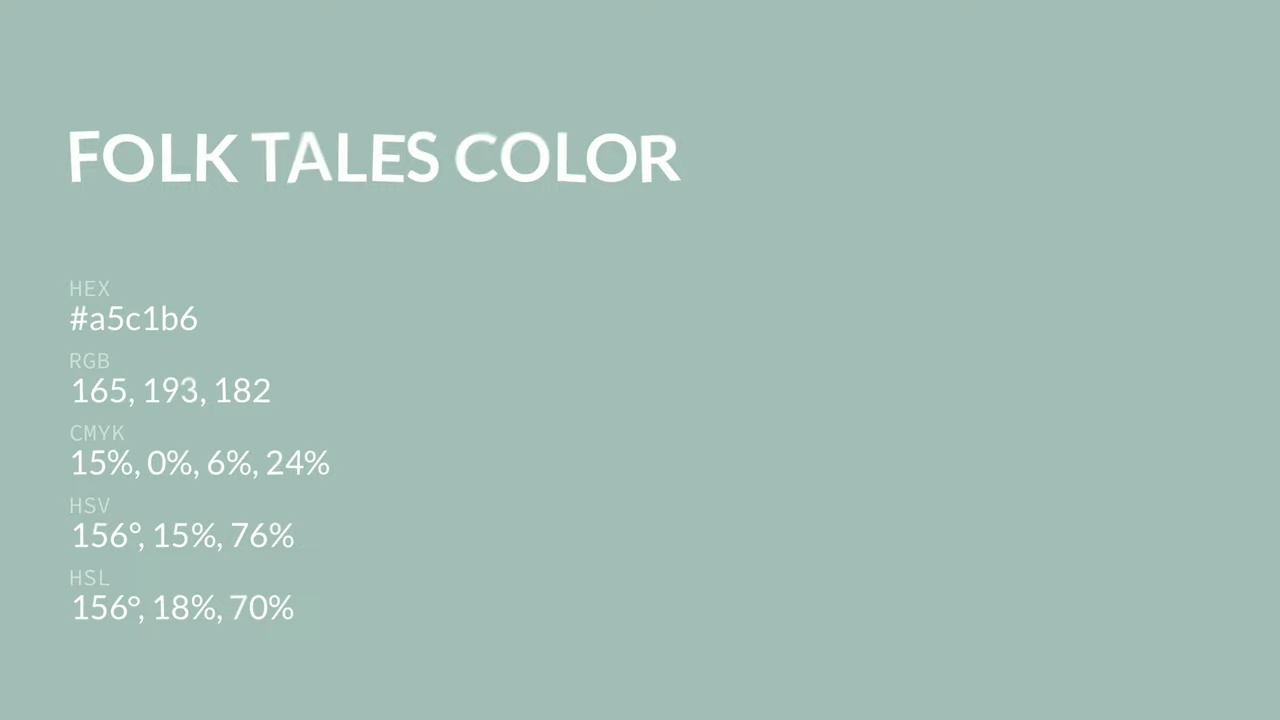 FOLK TALES COLOR
HEX
#a5c1b6
RGB
165, 193, 182
CMYK
15%, 0%, 6%, 24%
HSV
156°, 15%, 76%
HSL
156°, 18%, 70%